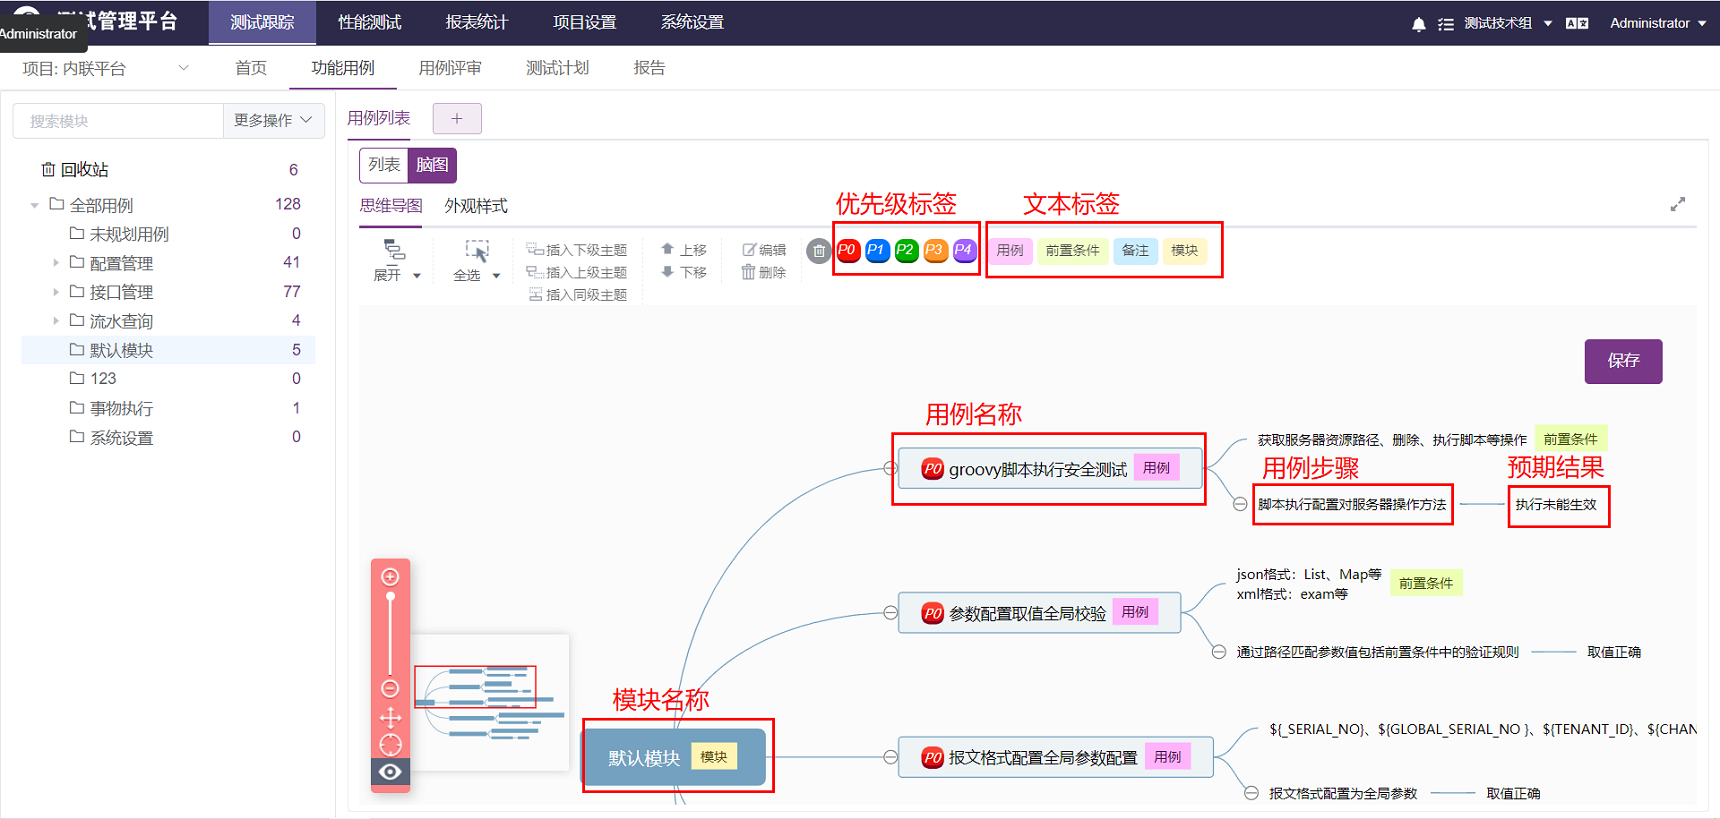 试管理平台
测试跟踪
性能测试
报表统计
项目设置
系统设置
测试技术组
Administrator
Administrator
项目: 内联平台
首页
功能用例
用例评审
测试计划
报告
搜索模块
更多操作
用例列表
+
回收站 6
全部用例 128
未规划用例 0
配置管理 41
接口管理 77
流水查询 4
默认模块 5
123 0
事物执行 1
系统设置 0
列表
脑图
思维导图
外观样式
优先级标签
文本标签
展开
全选
插入下级主题
插入上级主题
插入同级主题
上移
下移
编辑
删除
P0 P1 P2 P3 P4
用例
前置条件
备注
模块
保存
用例名称
P0 groovy脚本执行安全测试 用例
获取服务器资源路径、删除、执行脚本等操作 前置条件
用例步骤
预期结果
脚本执行配置对服务器操作方法
执行未能生效
P0 参数配置取值全局校验 用例
json格式：List、Map等
xml格式：exam等
前置条件
通过路径匹配参数值包括前置条件中的验证规则
取值正确
模块名称
默认模块 模块
P0 报文格式配置全局参数配置 用例
${_SERIAL_NO}、${GLOBAL_SERIAL_NO }、${TENANT_ID}、${CHAN
报文格式配置为全局参数
取值正确